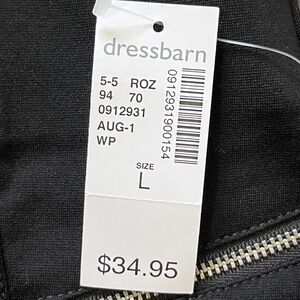 dressbarn
5-5 ROZ
94 70
0912931
AUG-1
WP
0912931900154
SIZE
L
$34.95